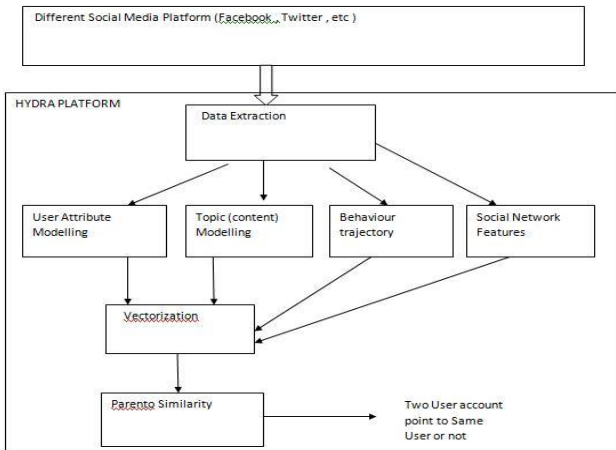 Different Social Media Platform (Facebook , Twitter , etc )
HYDRA PLATFORM
Data Extraction
User Attribute
Modelling
Topic (content)
Modelling
Behaviour
trajectory
Social Network
Features
Vectorization
Parento Similarity
Two User account
point to Same
User or not